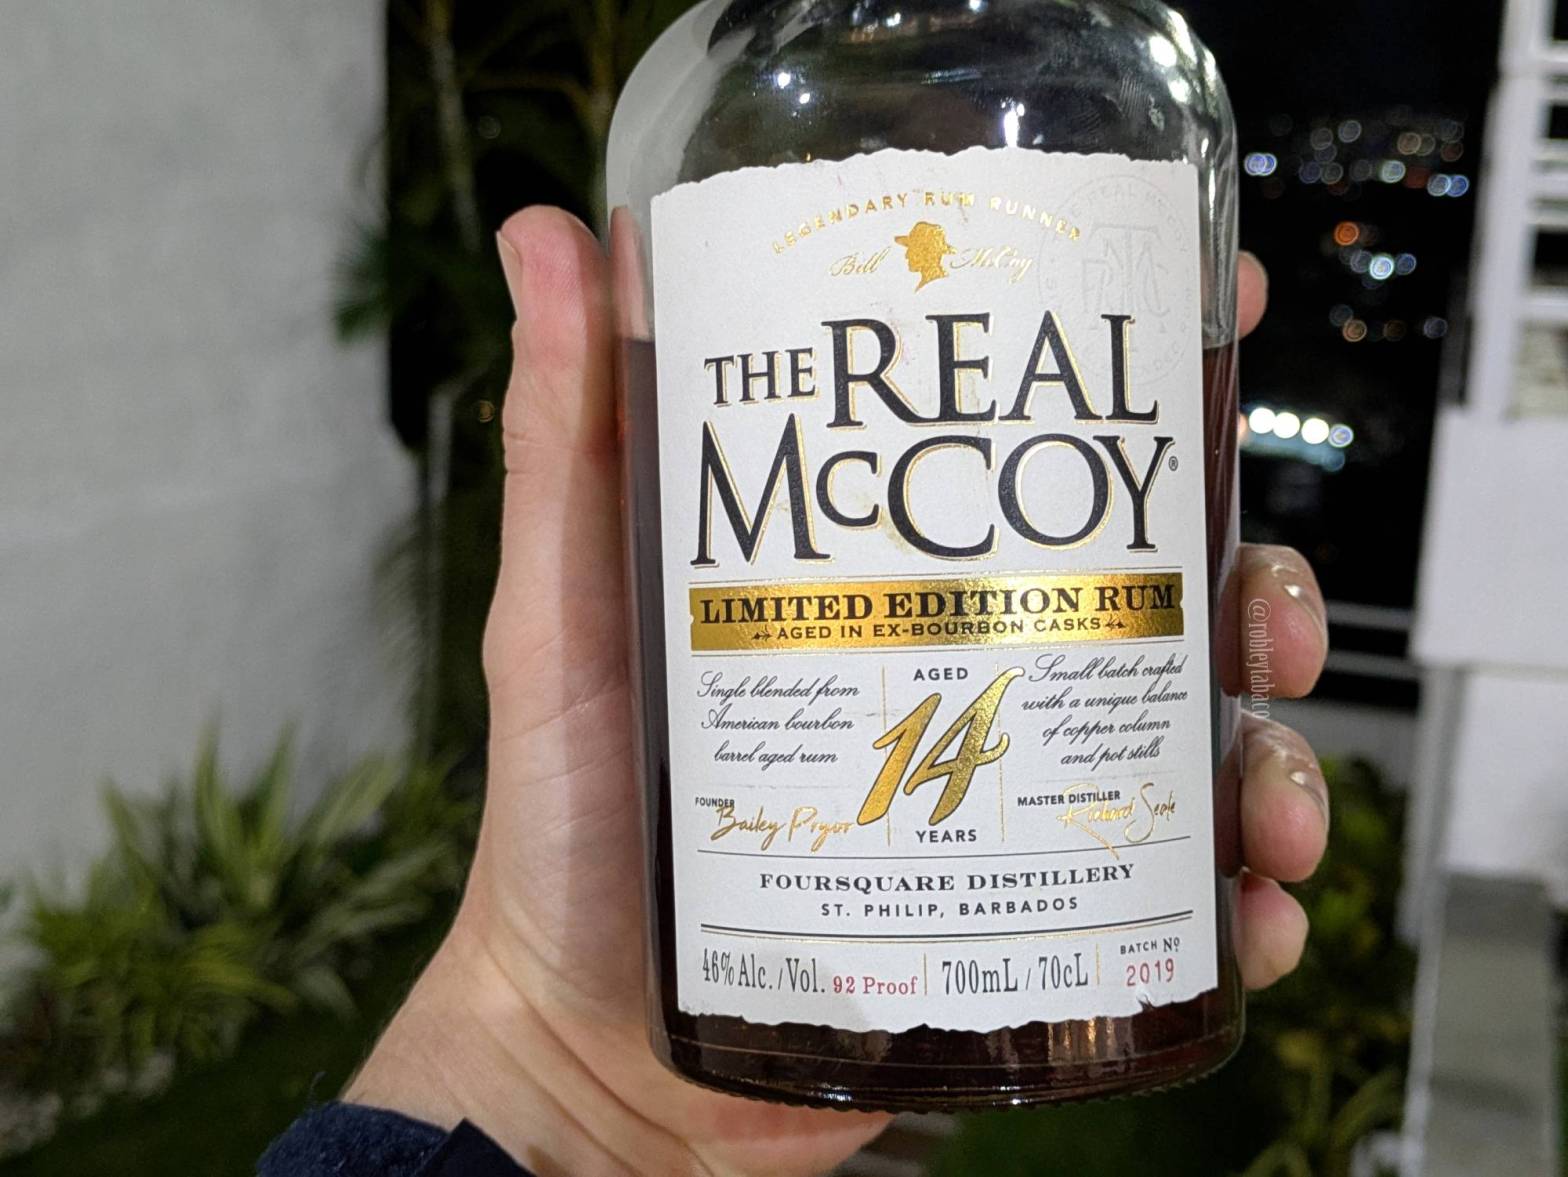 LEGENDARY RUM RUNNER
Bill McCoy
THE REAL
McCOY®
LIMITED EDITION RUM
AGED IN EX-BOURBON CASKS
Single blended from
American bourbon
barrel aged rum
AGED
14
YEARS
Small batch crafted
with a unique balance
of copper column
and pot stills
FOUNDER
Bailey Pryor
MASTER DISTILLER
Richard Seale
FOURSQUARE DISTILLERY
ST. PHILIP, BARBADOS
46% Alc./Vol. 92 Proof
700mL / 70cL
BATCH Nº
2019